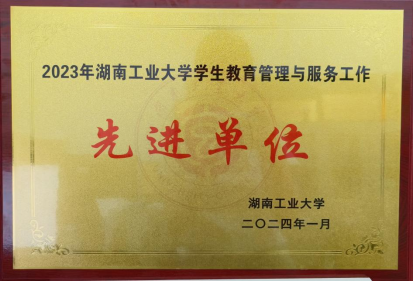 2023年湖南工业大学学生教育管理与服务工作
先进单位
湖南工业大学
二〇二四年一月